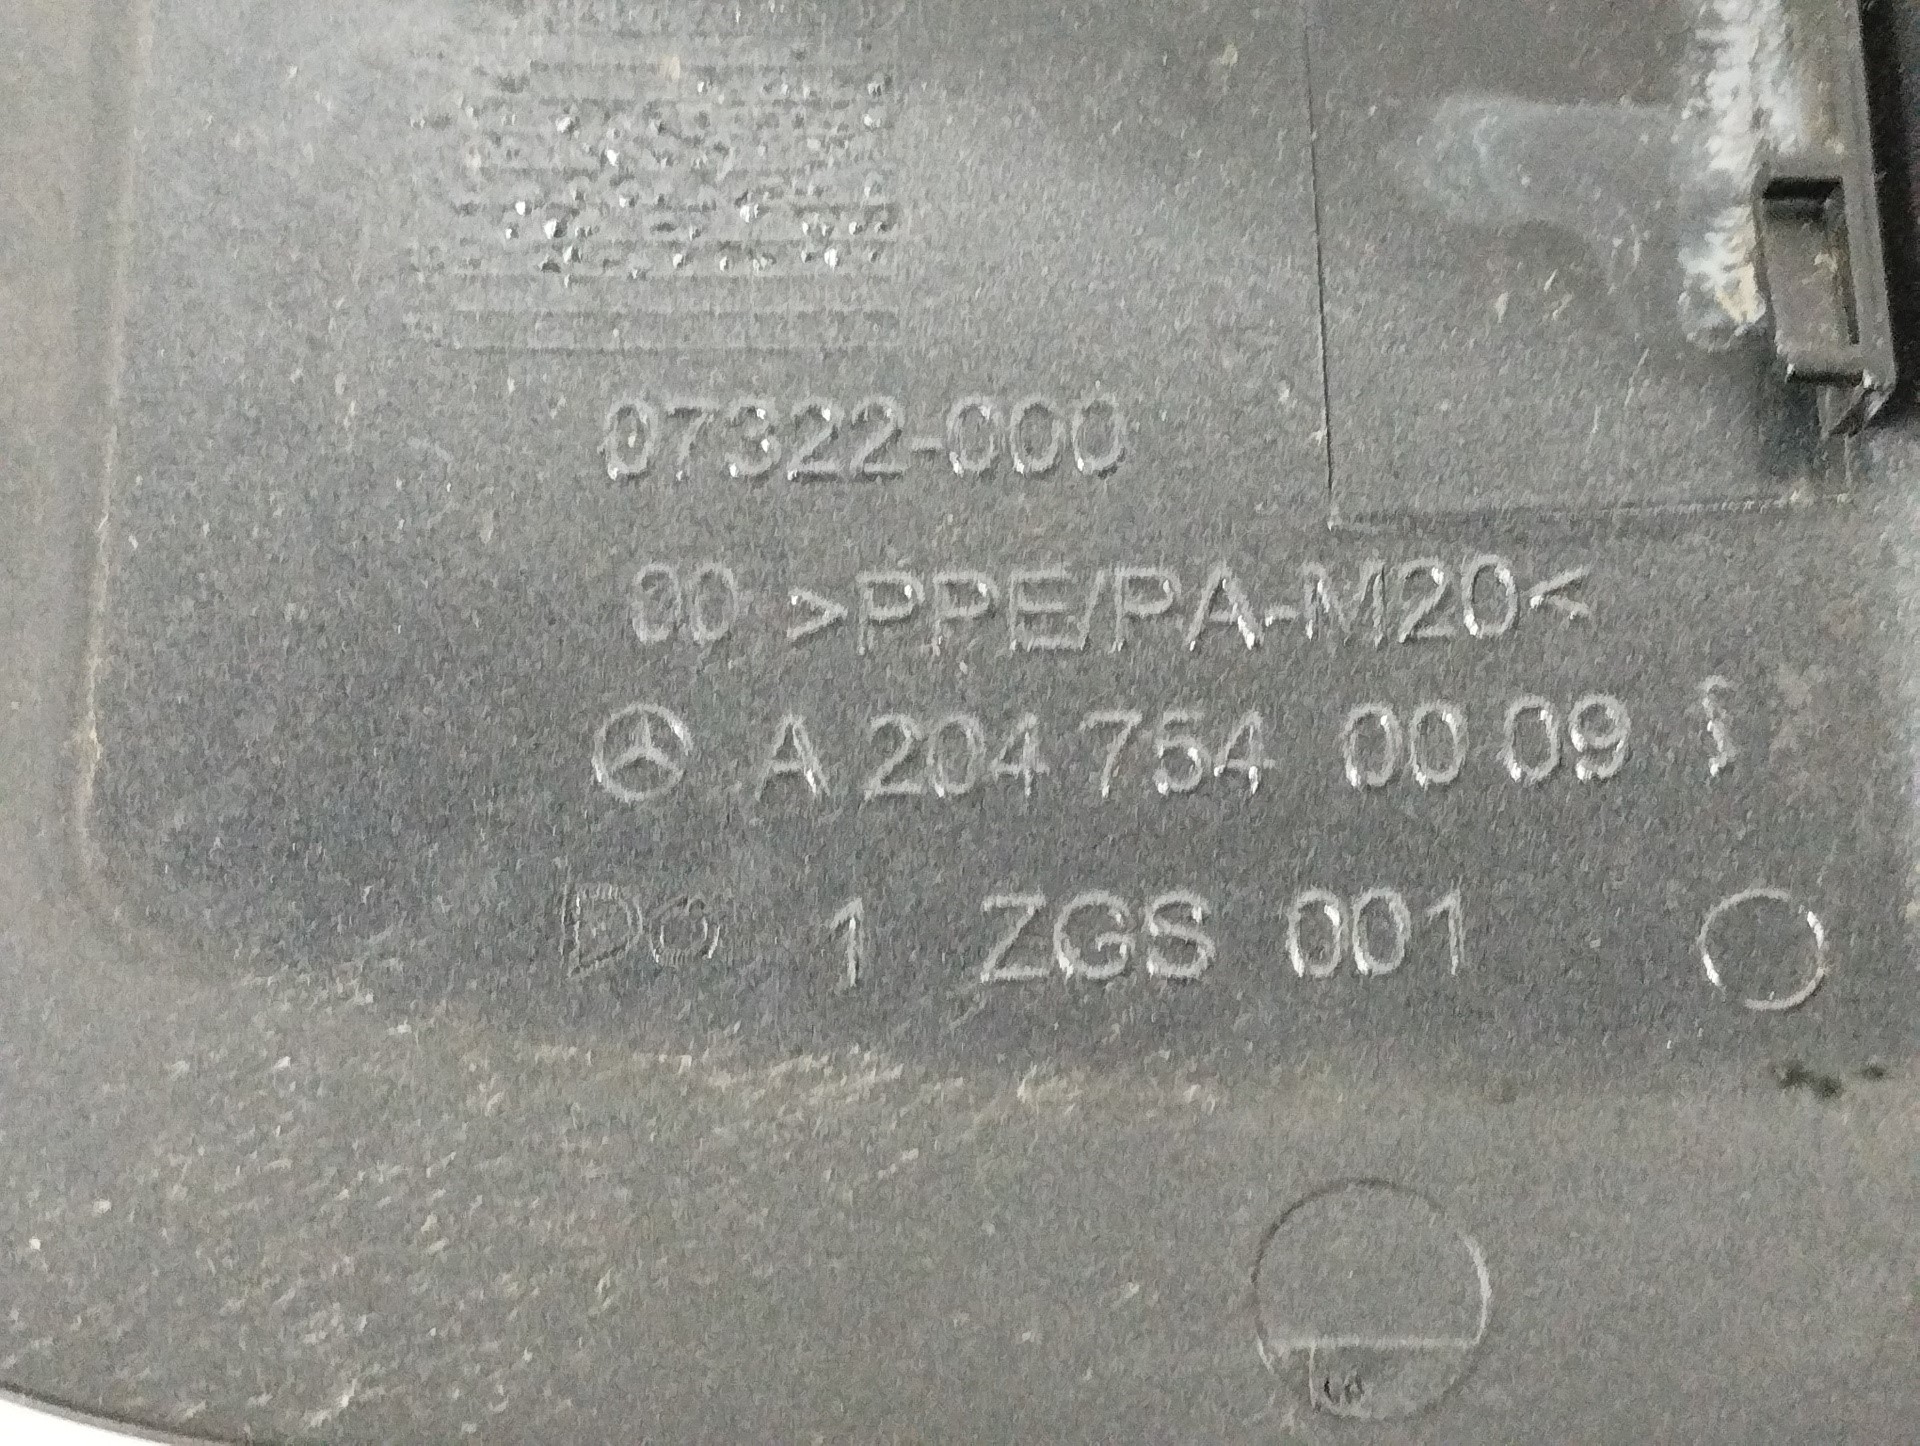 07322-000
00 >PPE/PA-M20<
A 204 754 00 09
1 ZGS 001